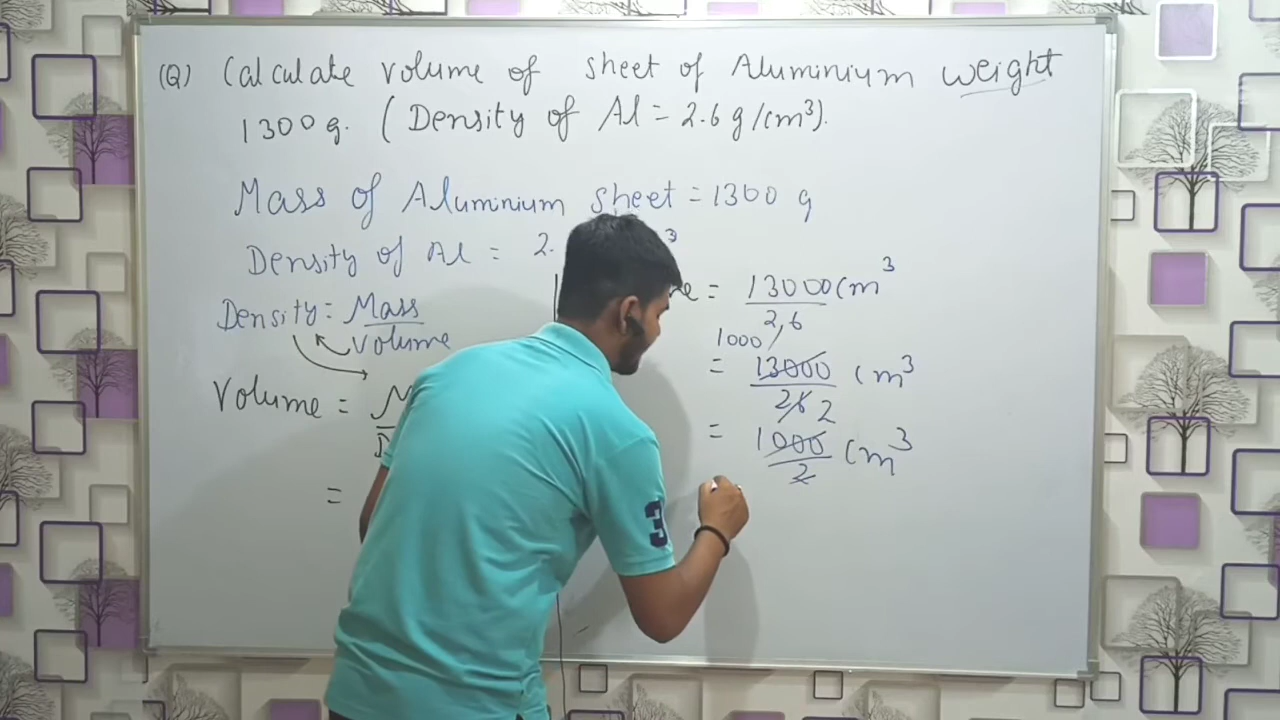 (Q) Calculate volume of sheet of Aluminium weight
1300 g. (Density of Al = 2.6 g/cm³).
Mass of Aluminium sheet = 1300 g
Density of Al = 2. ³
Density = Mass
Volume
Volume =
=
= 13000 cm³
2,6
1000
= 13000 cm³
26 2
= 1000 cm³
2
3